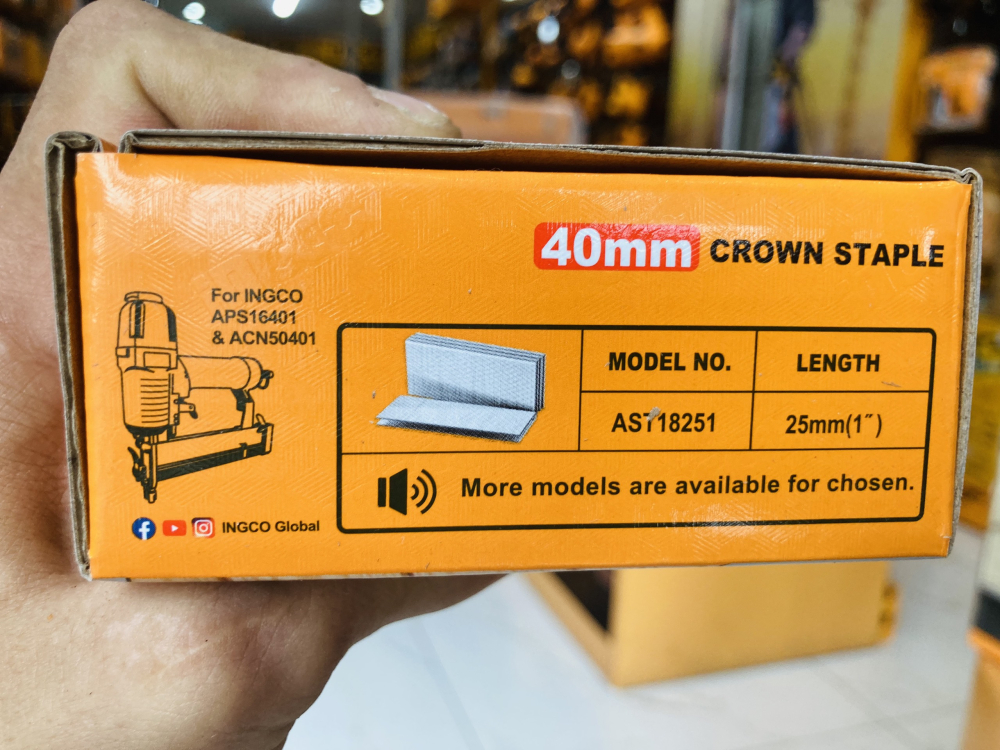 40mm CROWN STAPLE
For INGCO
APS16401
& ACN50401
MODEL NO. LENGTH
AST18251 25mm(1″)
More models are available for chosen.
INGCO Global